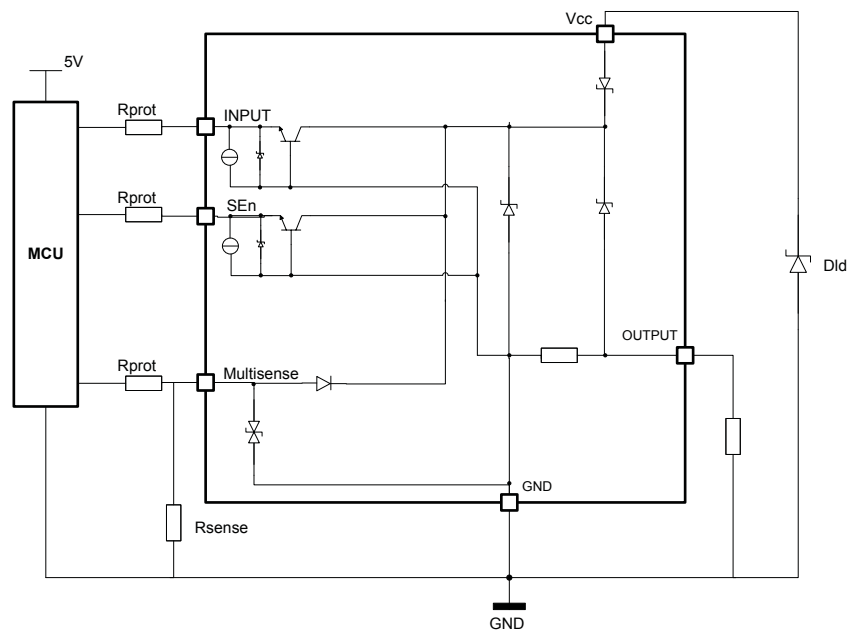 Vcc
5V
Rprot
INPUT
Rprot
SEn
MCU
Dld
OUTPUT
Rprot
Multisense
GND
Rsense
GND